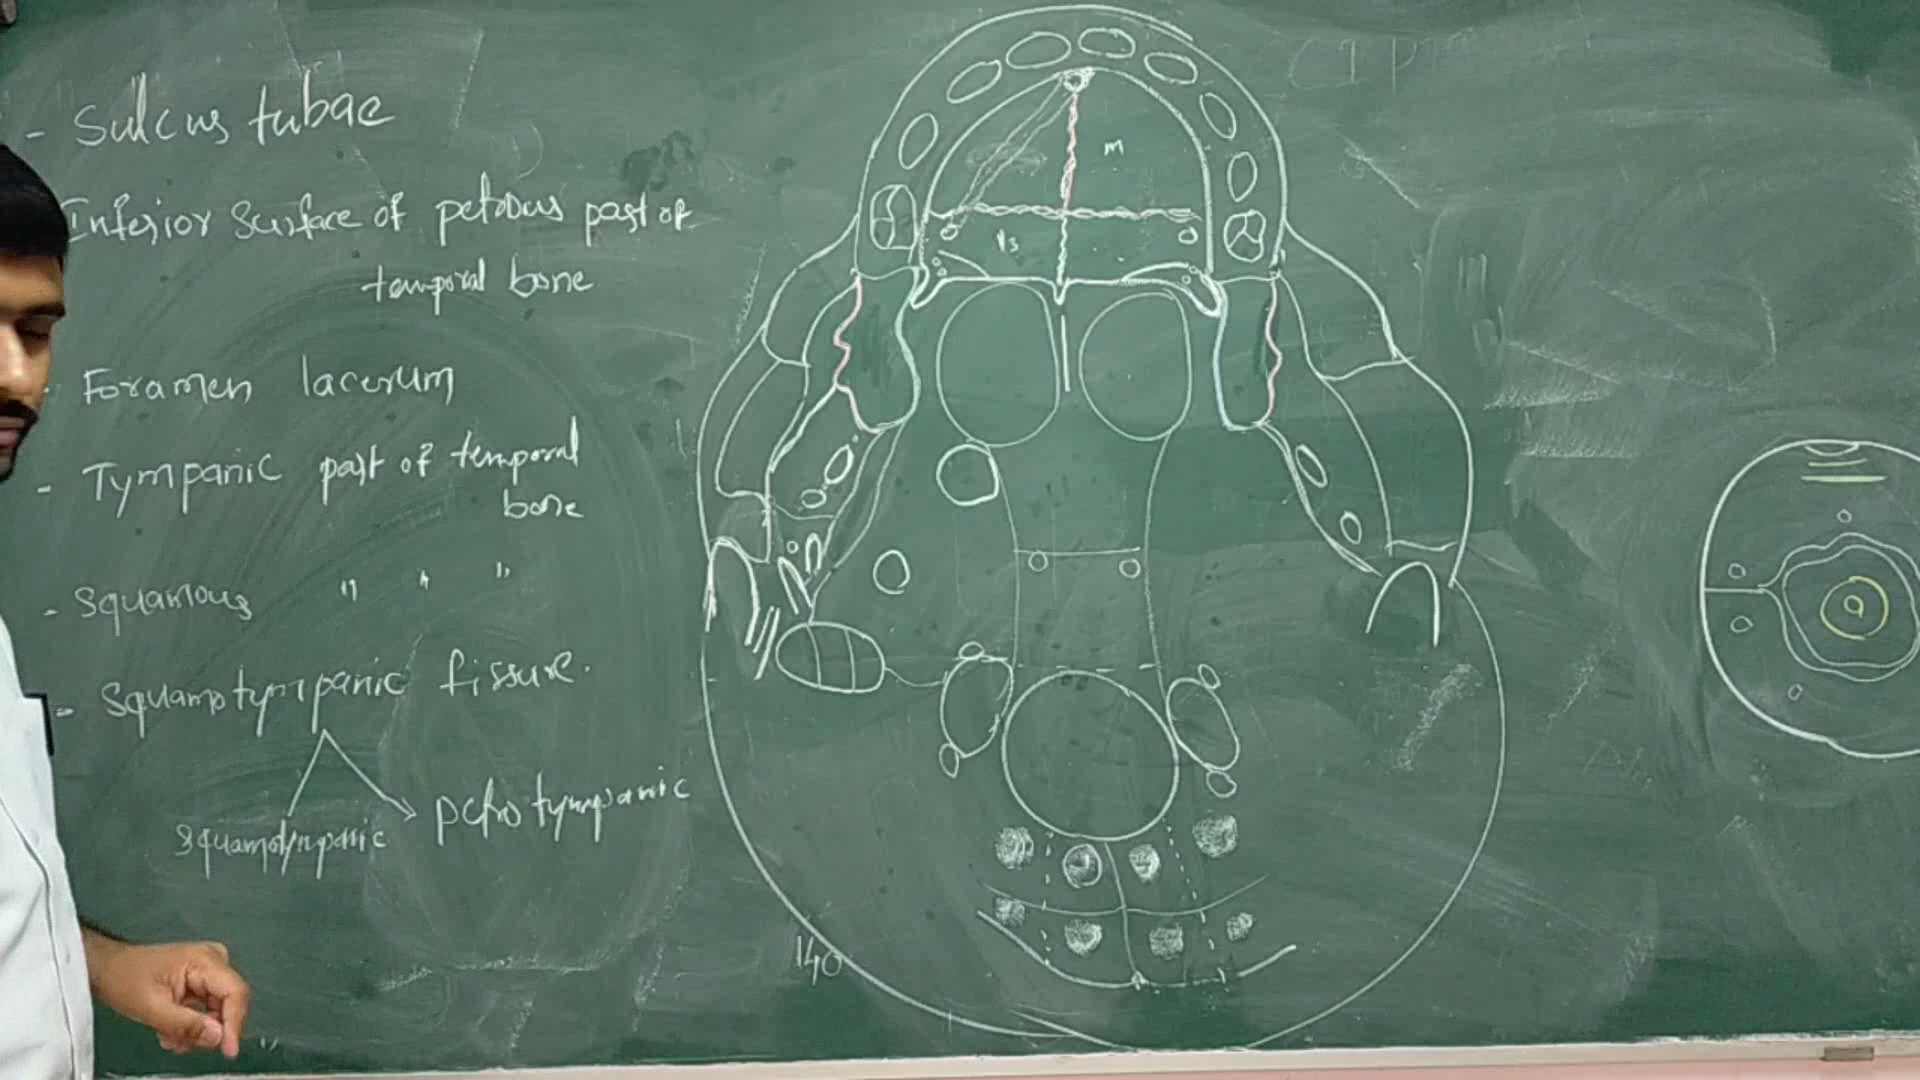 - Sulcus tubae
Inferior Surface of petrous part of
temporal bone
- Foramen lacerum
- Tympanic part of temporal
bone
- Squamous " " "
- Squamotympanic fissure.
squamotympanic
petrotympanic
M
140